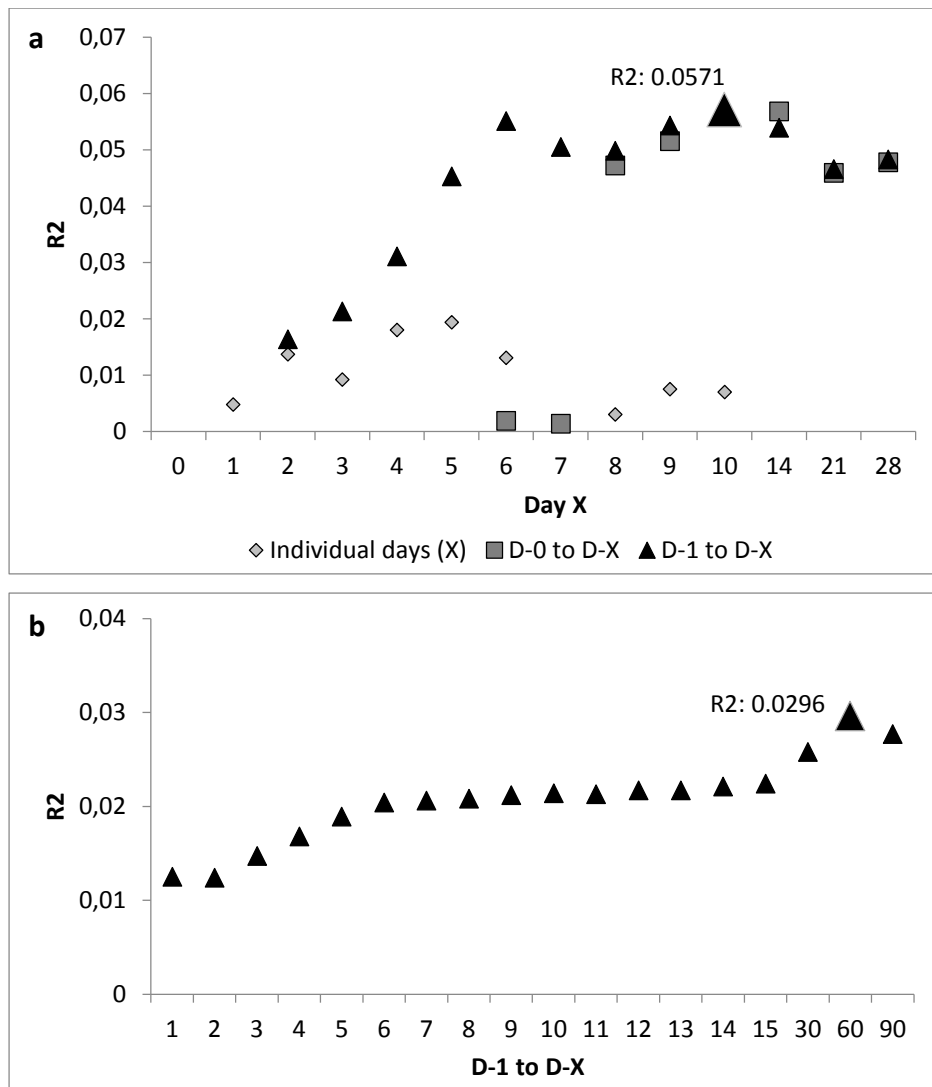 a
0,07
0,06
0,05
0,04
0,03
0,02
0,01
0
R2
R2: 0.0571
0 1 2 3 4 5 6 7 8 9 10 14 21 28
Day X
Individual days (X) D-0 to D-X D-1 to D-X
b
0,04
0,03
0,02
0,01
0
R2
R2: 0.0296
1 2 3 4 5 6 7 8 9 10 11 12 13 14 15 30 60 90
D-1 to D-X